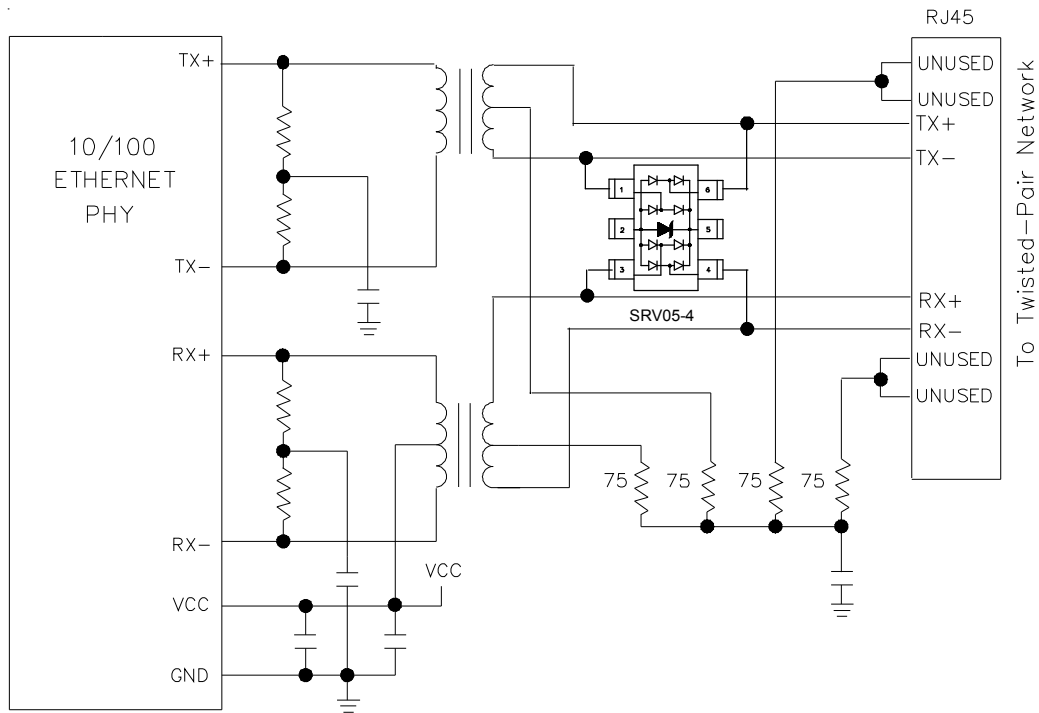 RJ45
10/100
ETHERNET
PHY
TX+
TX-
RX+
RX-
VCC
GND
VCC
1
2
3
6
5
4
SRV05-4
75
75
75
75
UNUSED
UNUSED
TX+
TX-
RX+
RX-
UNUSED
UNUSED
To Twisted-Pair Network